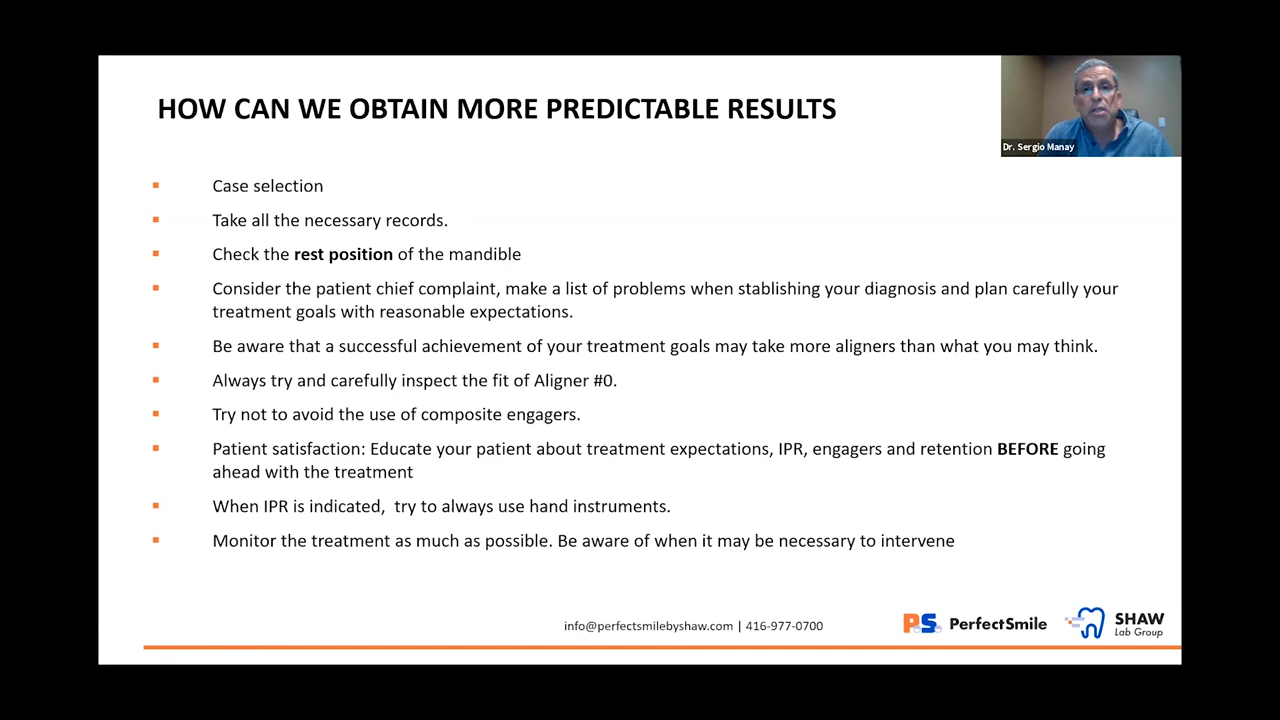 HOW CAN WE OBTAIN MORE PREDICTABLE RESULTS
Dr. Sergio Manay
Case selection
Take all the necessary records.
Check the rest position of the mandible
Consider the patient chief complaint, make a list of problems when stablishing your diagnosis and plan carefully your
treatment goals with reasonable expectations.
Be aware that a successful achievement of your treatment goals may take more aligners than what you may think.
Always try and carefully inspect the fit of Aligner #0.
Try not to avoid the use of composite engagers.
Patient satisfaction: Educate your patient about treatment expectations, IPR, engagers and retention BEFORE going
ahead with the treatment
When IPR is indicated, try to always use hand instruments.
Monitor the treatment as much as possible. Be aware of when it may be necessary to intervene
info@perfectsmilebyshaw.com | 416-977-0700
PS PerfectSmile
SHAW
Lab Group